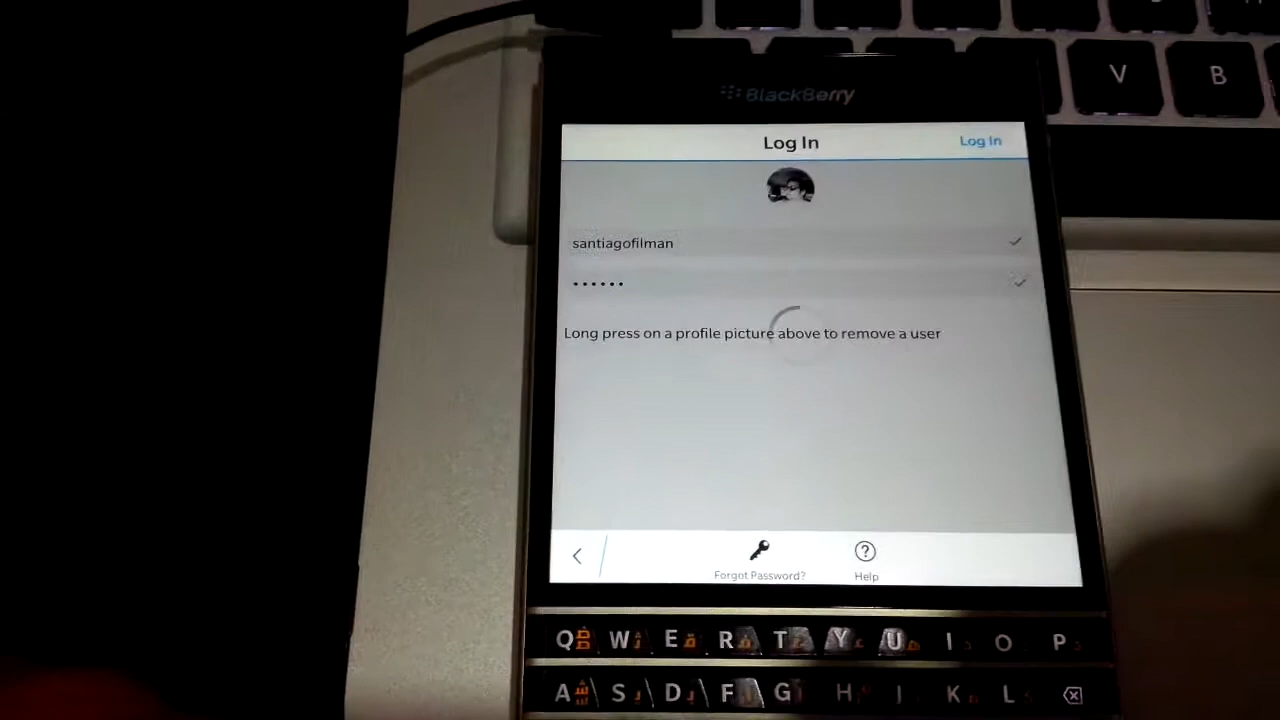 V B
BlackBerry
Log In Log In
santiagofilman
••••••
Long press on a profile picture above to remove a user
Forgot Password? Help
Q W E R T Y U I O P
A S D F G H J K L